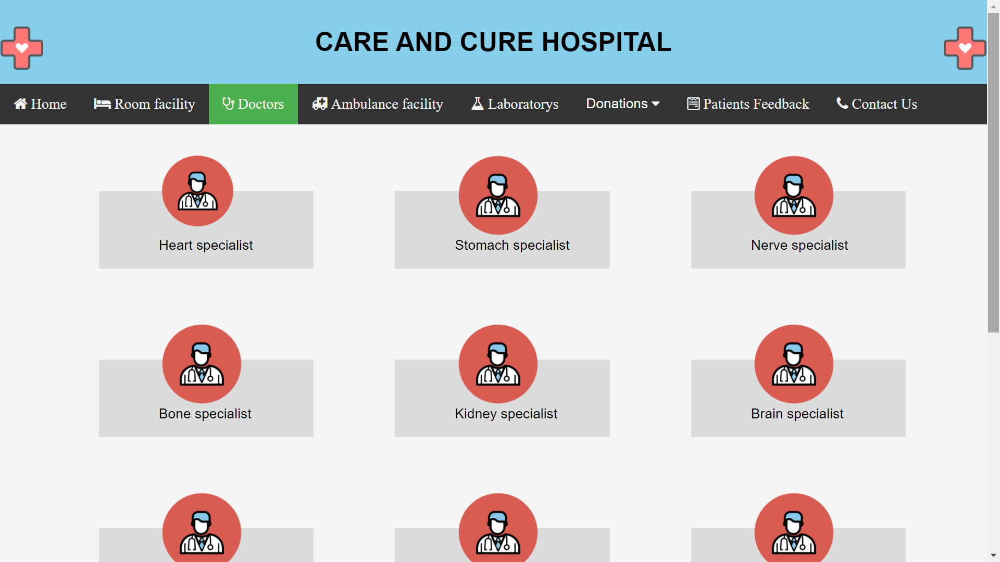 CARE AND CURE HOSPITAL
Home Room facility Doctors Ambulance facility Laboratorys Donations Patients Feedback Contact Us
Heart specialist Stomach specialist Nerve specialist
Bone specialist Kidney specialist Brain specialist